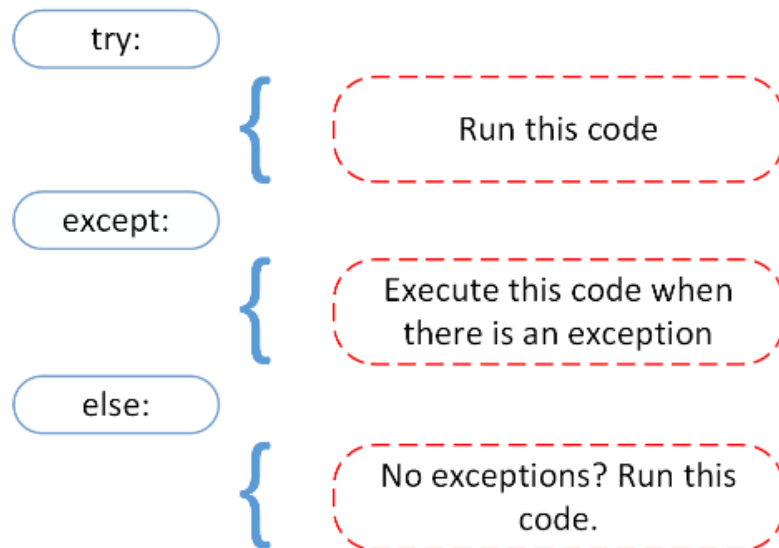 try:
Run this code
except:
Execute this code when
there is an exception
else:
No exceptions? Run this
code.